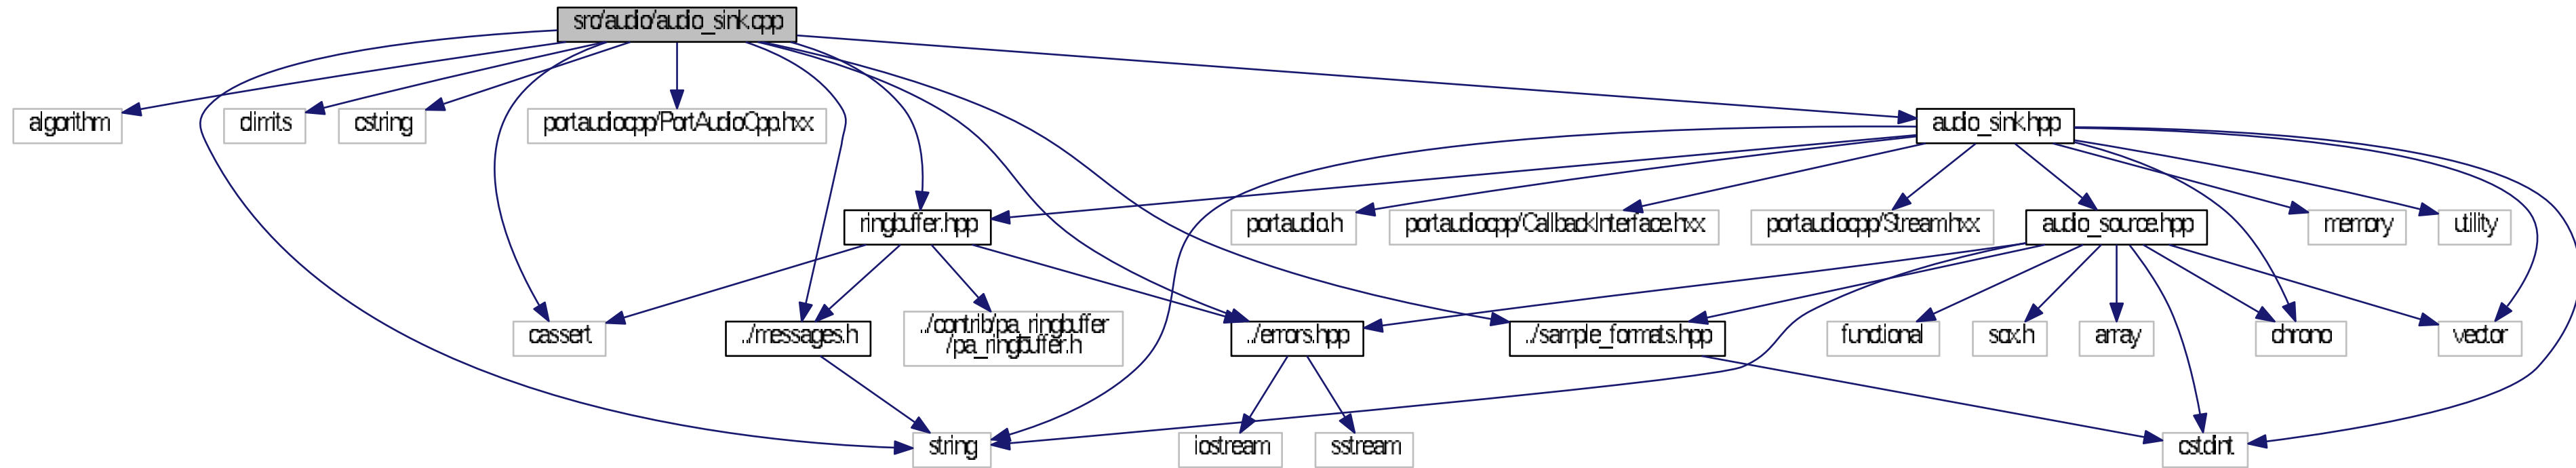 src/audio/audio_sink.cpp
algorithm
climits
cstring
portaudiocpp/PortAudioCpp.hxx
audio_sink.hpp
ringbuffer.hpp
portaudio.h
portaudiocpp/CallbackInterface.hxx
portaudiocpp/Stream.hxx
audio_source.hpp
memory
utility
cassert
../messages.h
../contrib/pa_ringbuffer
/pa_ringbuffer.h
../errors.hpp
../sample_formats.hpp
functional
sox.h
array
chrono
vector
string
iostream
sstream
cstdint